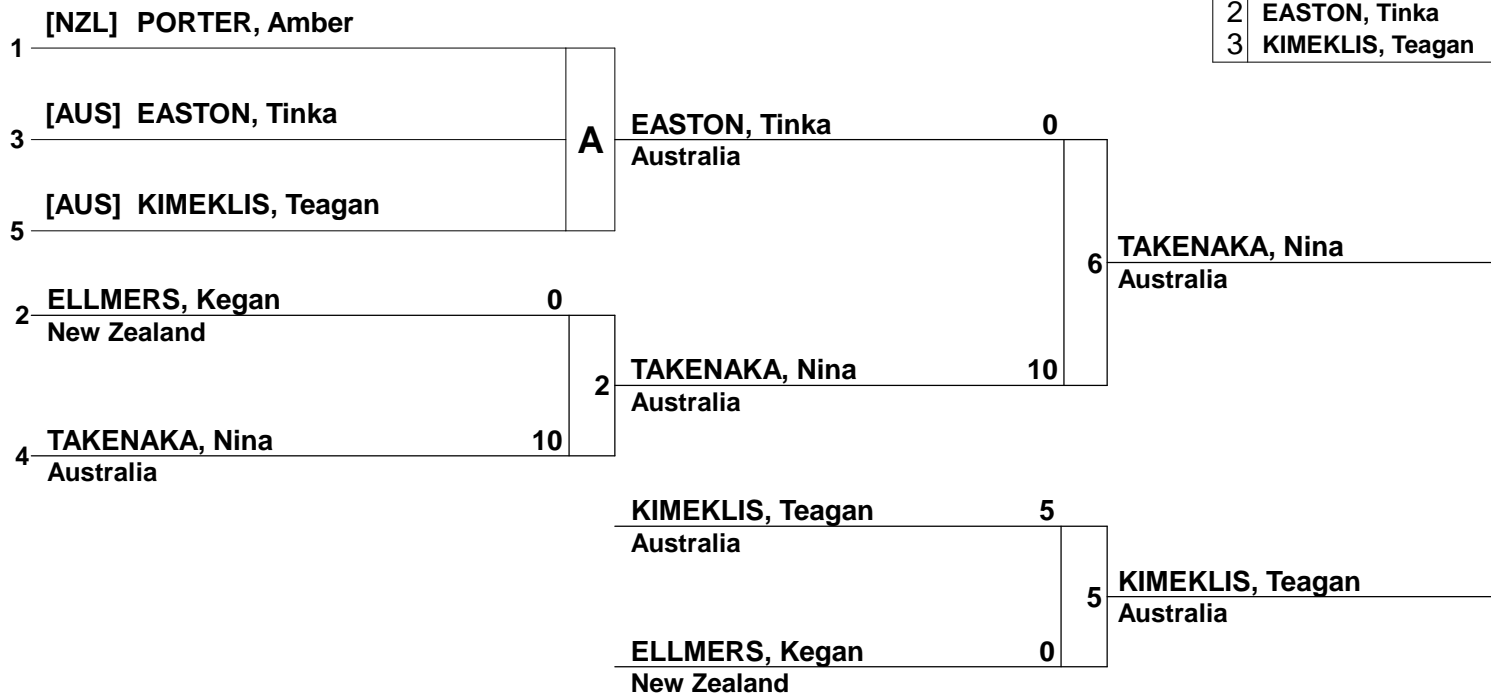 2 EASTON, Tinka
3 KIMEKLIS, Teagan
[NZL] PORTER, Amber
1
[AUS] EASTON, Tinka
3
[AUS] KIMEKLIS, Teagan
5
A
EASTON, Tinka 0
Australia
ELLMERS, Kegan 0
2
New Zealand
2
TAKENAKA, Nina 10
4
Australia
TAKENAKA, Nina 10
Australia
6
TAKENAKA, Nina
Australia
KIMEKLIS, Teagan 5
Australia
5
ELLMERS, Kegan 0
New Zealand
KIMEKLIS, Teagan
Australia